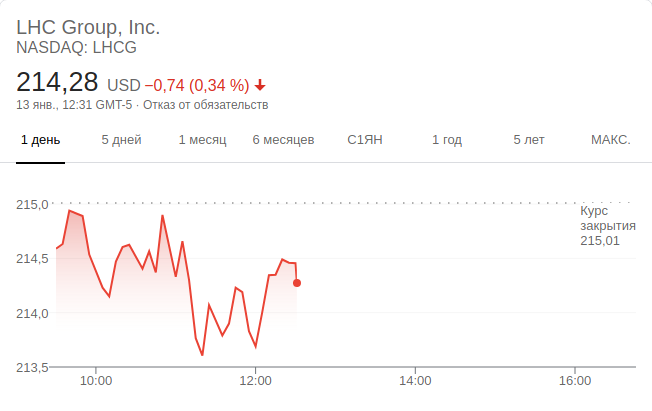 LHC Group, Inc.
NASDAQ: LHCG
214,28 USD −0,74 (0,34 %)
13 янв., 12:31 GMT-5 · Отказ от обязательств
1 день 5 дней 1 месяц 6 месяцев С1ЯН 1 год 5 лет МАКС.
215,0
Курс
закрытия
215,01
214,5
214,0
213,5
10:00 12:00 14:00 16:00